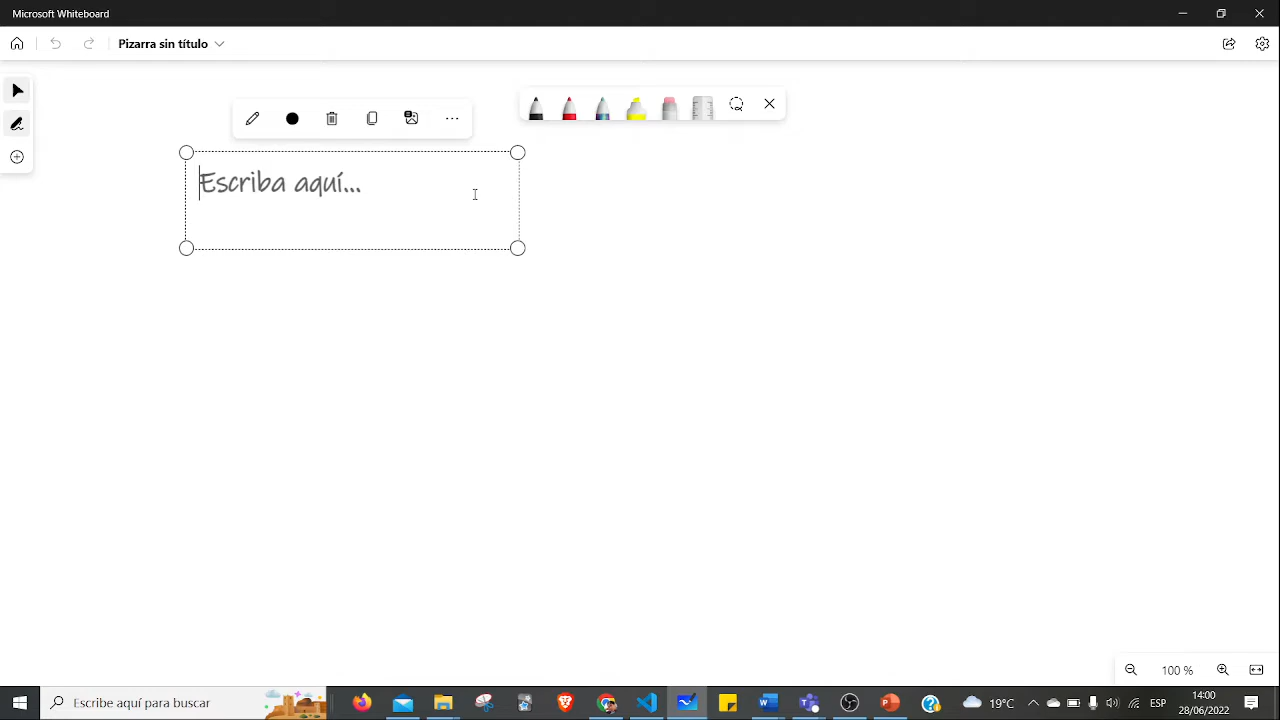 Microsoft Whiteboard
Pizarra sin título
Escriba aquí...
100 %
Escribe aquí para buscar
19°C
ESP
14:00
28/06/2022